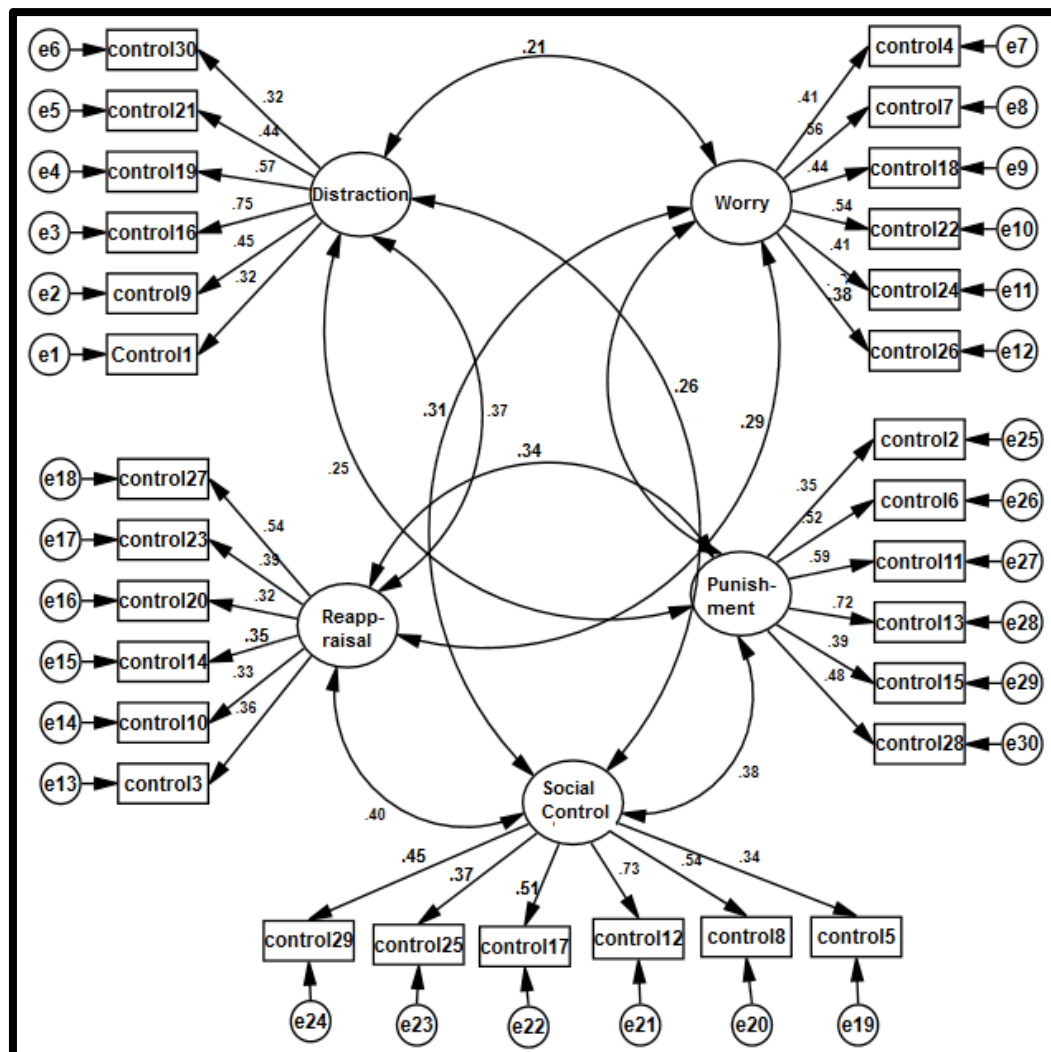 e6 control30 .21 control4 e7
e5 control21 .32 .41 control7 e8
e4 control19 .44 .56 control18 e9
.57 Distraction Worry .44
e3 control16 .75 .54 control22 e10
e2 control9 .45 .41 control24 e11
e1 Control1 .32 .38 control26 e12
.31 .37 .26 .29
control2 e25
e18 control27 .25 .34 .35 control6 e26
e17 control23 .54 .52 control11 e27
e16 control20 .39 .59
.32 Reapp- Punish- control13 e28
raisal ment .72
e15 control14 .35 .39 control15 e29
e14 control10 .33 .48 control28 e30
e13 control3 .36
.40 Social .38
Control
.45 .37 .51 .73 .54 .34
control29 control25 control17 control12 control8 control5
e24 e23 e22 e21 e20 e19